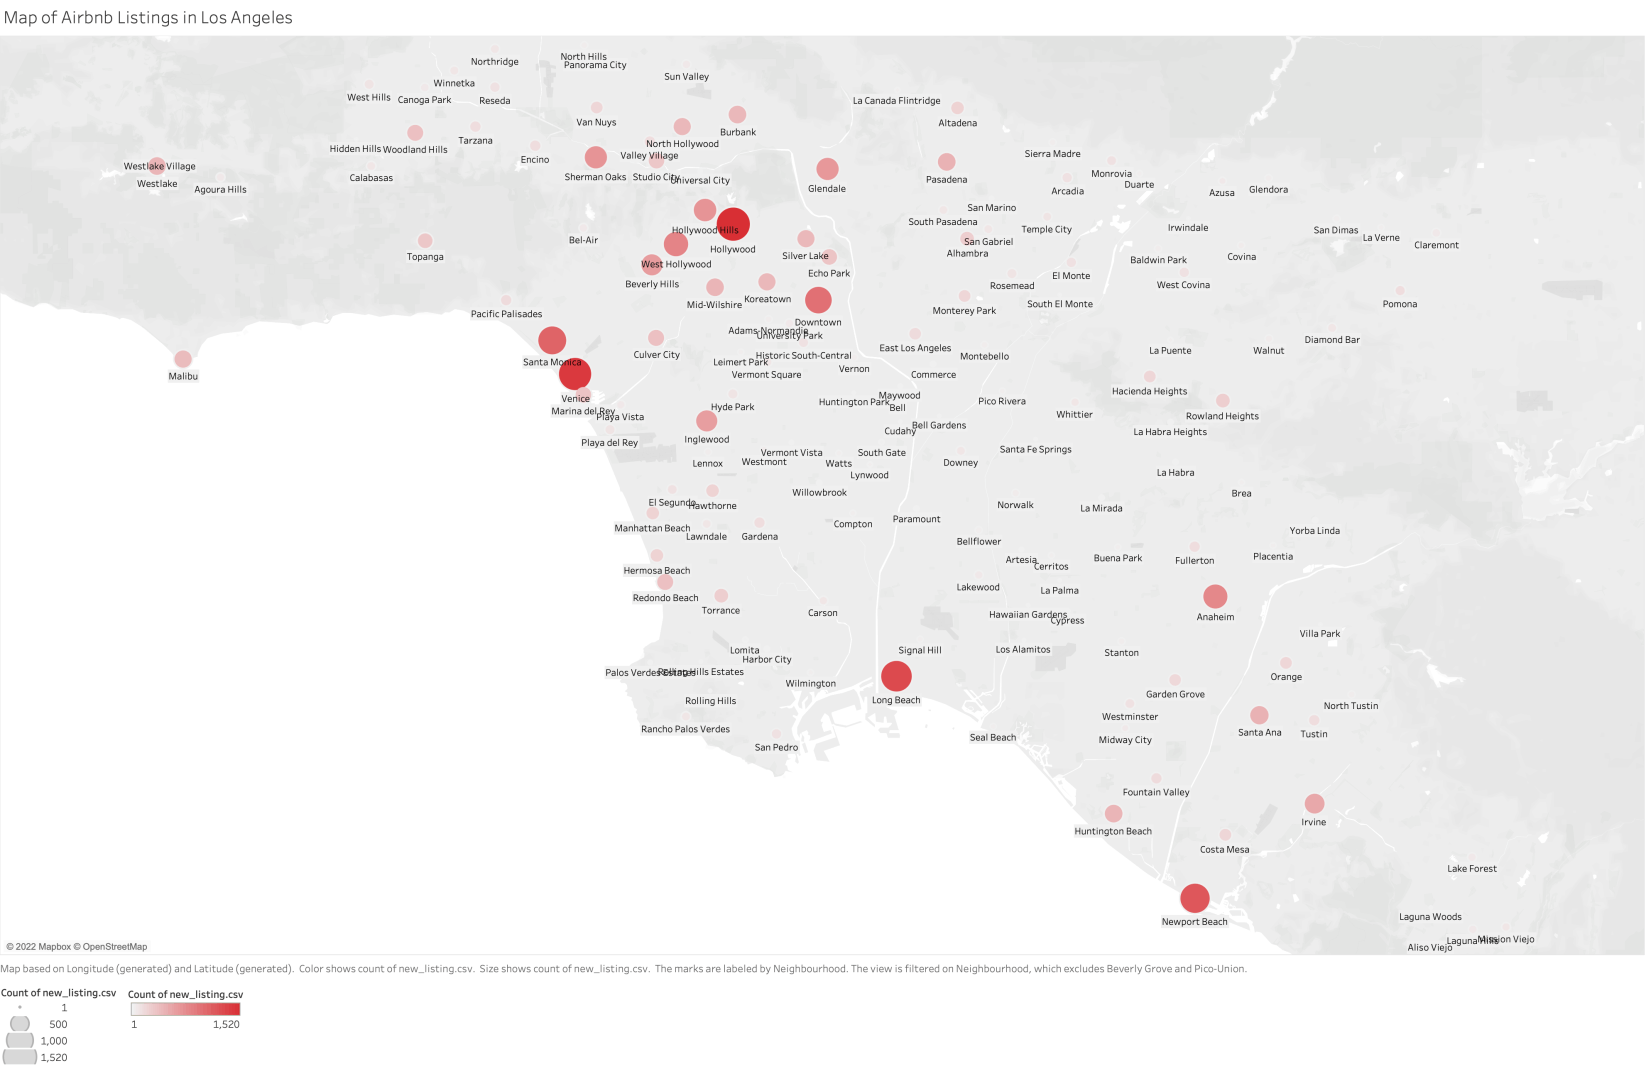 Map of Airbnb Listings in Los Angeles
North Hills
Northridge
Panorama City
Sun Valley
Winnetka
West Hills
Canoga Park
Reseda
La Canada Flintridge
Van Nuys
Altadena
Burbank
Tarzana
North Hollywood
Hidden Hills
Woodland Hills
Valley Village
Sierra Madre
Encino
Westlake Village
Monrovia
Calabasas
Sherman Oaks
Studio City
Universal City
Pasadena
Westlake
Duarte
Agoura Hills
Glendale
Arcadia
Azusa
Glendora
San Marino
South Pasadena
Irwindale
Hollywood Hills
Temple City
San Dimas
La Verne
Bel-Air
San Gabriel
Claremont
Hollywood
Topanga
Silver Lake
Alhambra
Covina
Baldwin Park
West Hollywood
Echo Park
El Monte
Beverly Hills
Rosemead
West Covina
Koreatown
Mid-Wilshire
South El Monte
Pomona
Pacific Palisades
Monterey Park
Downtown
Adams-Normandie
University Park
Diamond Bar
East Los Angeles
La Puente
Walnut
Culver City
Historic South-Central
Montebello
Santa Monica
Leimert Park
Vernon
Malibu
Vermont Square
Commerce
Hacienda Heights
Venice
Maywood
Huntington Park
Pico Rivera
Hyde Park
Bell
Marina del Rey
Playa Vista
Whittier
Rowland Heights
Bell Gardens
Cudahy
La Habra Heights
Inglewood
Playa del Rey
Santa Fe Springs
Vermont Vista
South Gate
Lennox
Westmont
Watts
Downey
Lynwood
La Habra
Willowbrook
Brea
El Segundo
Hawthorne
Norwalk
La Mirada
Paramount
Manhattan Beach
Compton
Yorba Linda
Lawndale
Gardena
Bellflower
Placentia
Buena Park
Artesia
Fullerton
Cerritos
Hermosa Beach
Lakewood
La Palma
Redondo Beach
Torrance
Carson
Hawaiian Gardens
Cypress
Anaheim
Villa Park
Lomita
Signal Hill
Los Alamitos
Stanton
Harbor City
Palos Verdes Estates
Rolling Hills Estates
Orange
Wilmington
Garden Grove
Rolling Hills
Long Beach
North Tustin
Westminster
Rancho Palos Verdes
Santa Ana
Tustin
Seal Beach
Midway City
San Pedro
Fountain Valley
Irvine
Huntington Beach
Costa Mesa
Lake Forest
Laguna Woods
Newport Beach
Laguna Hills
Mission Viejo
Aliso Viejo
© 2022 Mapbox © OpenStreetMap
Map based on Longitude (generated) and Latitude (generated). Color shows count of new_listing.csv. Size shows count of new_listing.csv. The marks are labeled by Neighbourhood. The view is filtered on Neighbourhood, which excludes Beverly Grove and Pico-Union.
Count of new_listing.csv
1
500
1,000
1,520
Count of new_listing.csv
1
1,520